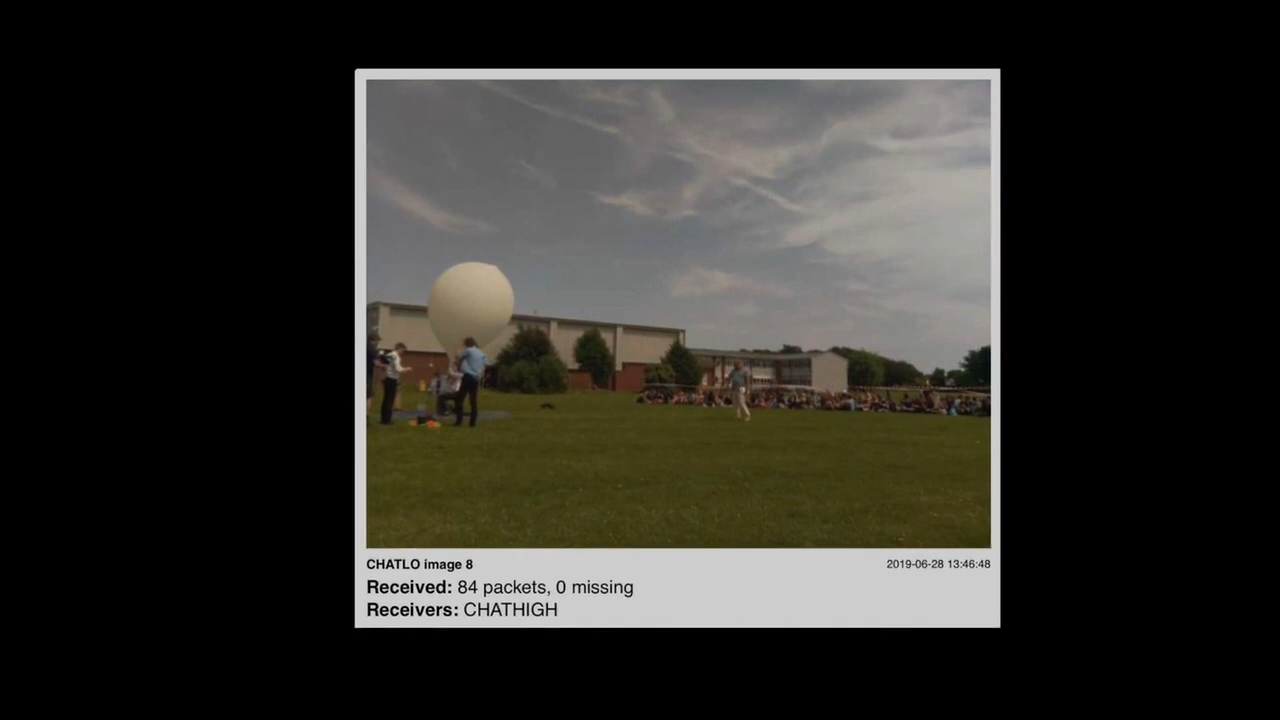 CHATLO image 8 2019-06-28 13:46:48
Received: 84 packets, 0 missing
Receivers: CHATHIGH